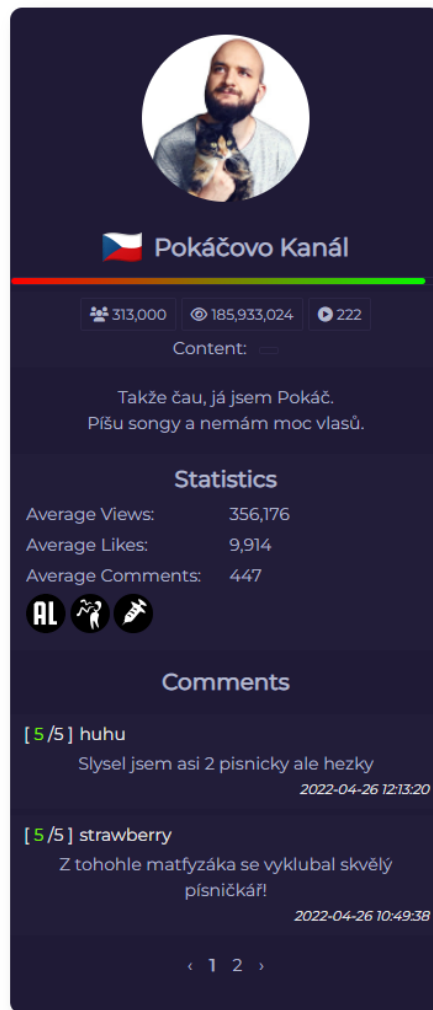 Pokáčovo Kanál
313,000 185,933,024 222
Content:
Takže čau, já jsem Pokáč.
Píšu songy a nemám moc vlasů.
Statistics
Average Views: 356,176
Average Likes: 9,914
Average Comments: 447
AL
Comments
[ 5 /5 ] huhu
Slysel jsem asi 2 pisnicky ale hezky
2022-04-26 12:13:20
[ 5 /5 ] strawberry
Z tohohle matfyzáka se vyklubal skvělý
písničkář!
2022-04-26 10:49:38
‹ 1 2 ›